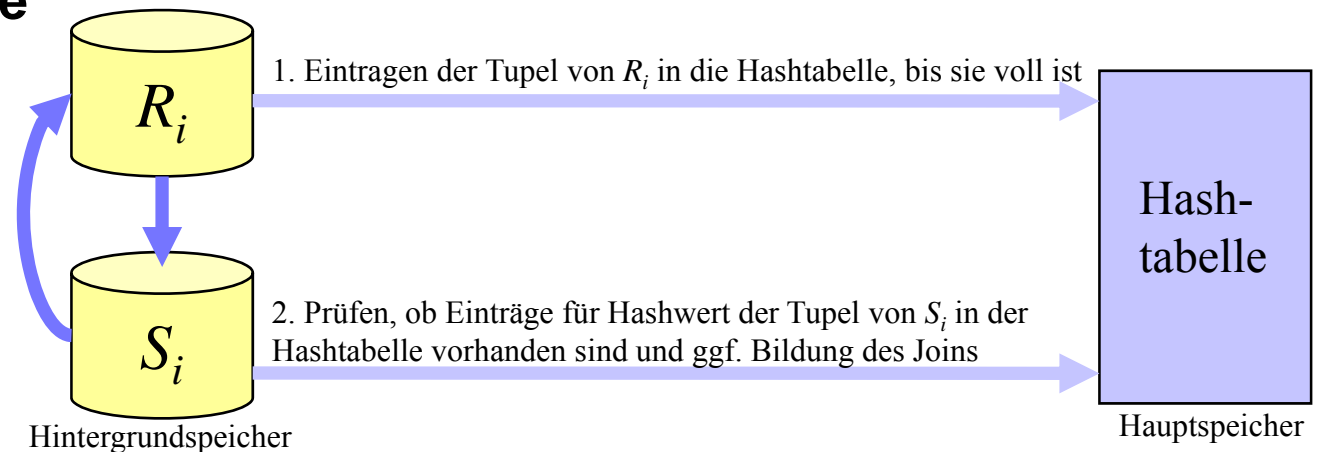 e
1. Eintragen der Tupel von Ri in die Hashtabelle, bis sie voll ist
Ri
Hash-
tabelle
2. Prüfen, ob Einträge für Hashwert der Tupel von Si in der
Hashtabelle vorhanden sind und ggf. Bildung des Joins
Si
Hintergrundspeicher
Hauptspeicher